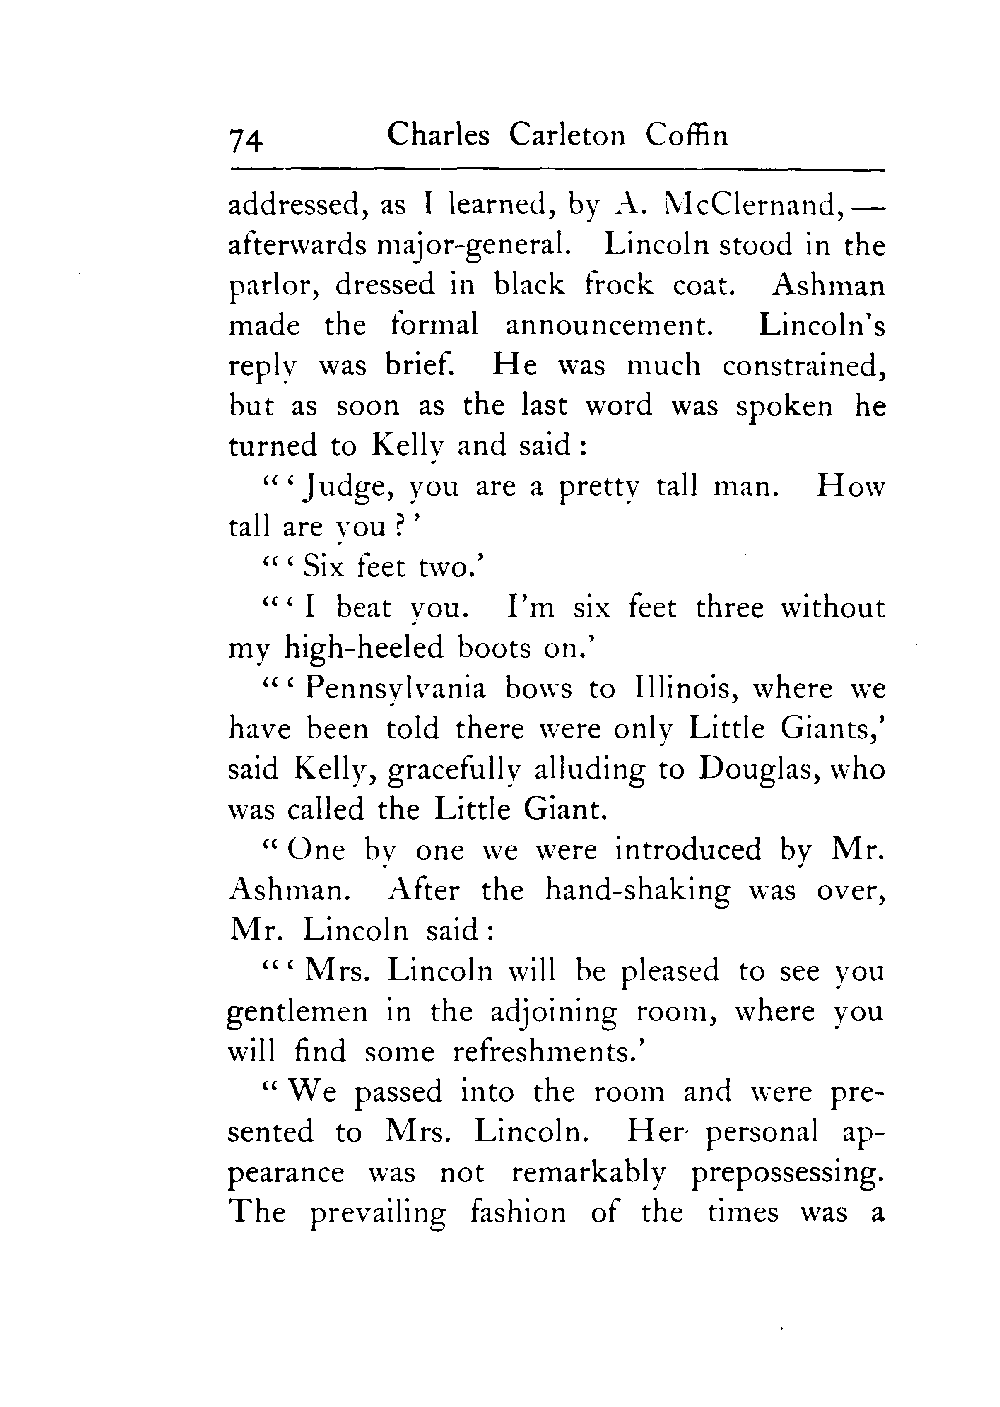 74 Charles Carleton Coffin
addressed, as I learned, by A. McClernand, —
afterwards major-general. Lincoln stood in the
parlor, dressed in black frock coat. Ashman
made the formal announcement. Lincoln's
reply was brief. He was much constrained,
but as soon as the last word was spoken he
turned to Kelly and said :
“ ‘ Judge, you are a pretty tall man. How
tall are you ? ’
“ ‘ Six feet two.’
“ ‘ I beat you. I’m six feet three without
my high-heeled boots on.’
“ ‘ Pennsylvania bows to Illinois, where we
have been told there were only Little Giants,’
said Kelly, gracefully alluding to Douglas, who
was called the Little Giant.
“ One by one we were introduced by Mr.
Ashman. After the hand-shaking was over,
Mr. Lincoln said :
“ ‘ Mrs. Lincoln will be pleased to see you
gentlemen in the adjoining room, where you
will find some refreshments.’
“ We passed into the room and were pre-
sented to Mrs. Lincoln. Her personal ap-
pearance was not remarkably prepossessing.
The prevailing fashion of the times was a